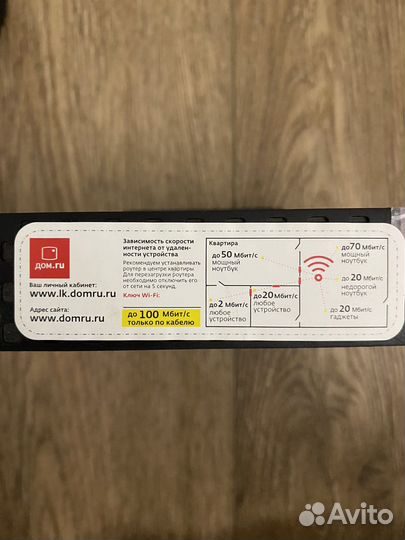 дом.ru
Ваш личный кабинет:
www.lk.domru.ru
Адрес сайта:
www.domru.ru
Зависимость скорости
интернета от удален-
ности устройства
Рекомендуем устанавливать
роутер в центре квартиры
Для перезагрузки роутера
необходимо отключить его
от сети на 5 секунд.
Ключ Wi-Fi:
до 100 Мбит/с
только по кабелю
Квартира
до 50 Мбит/с
мощный
ноутбук
до 2 Мбит/с
любое
устройство
до 20 Мбит/с
любое
устройство
до 70 Мбит/с
мощный
ноутбук
до 20 Мбит/с
недорогой
ноутбук
до 20 Мбит/с
гаджеты
Avito